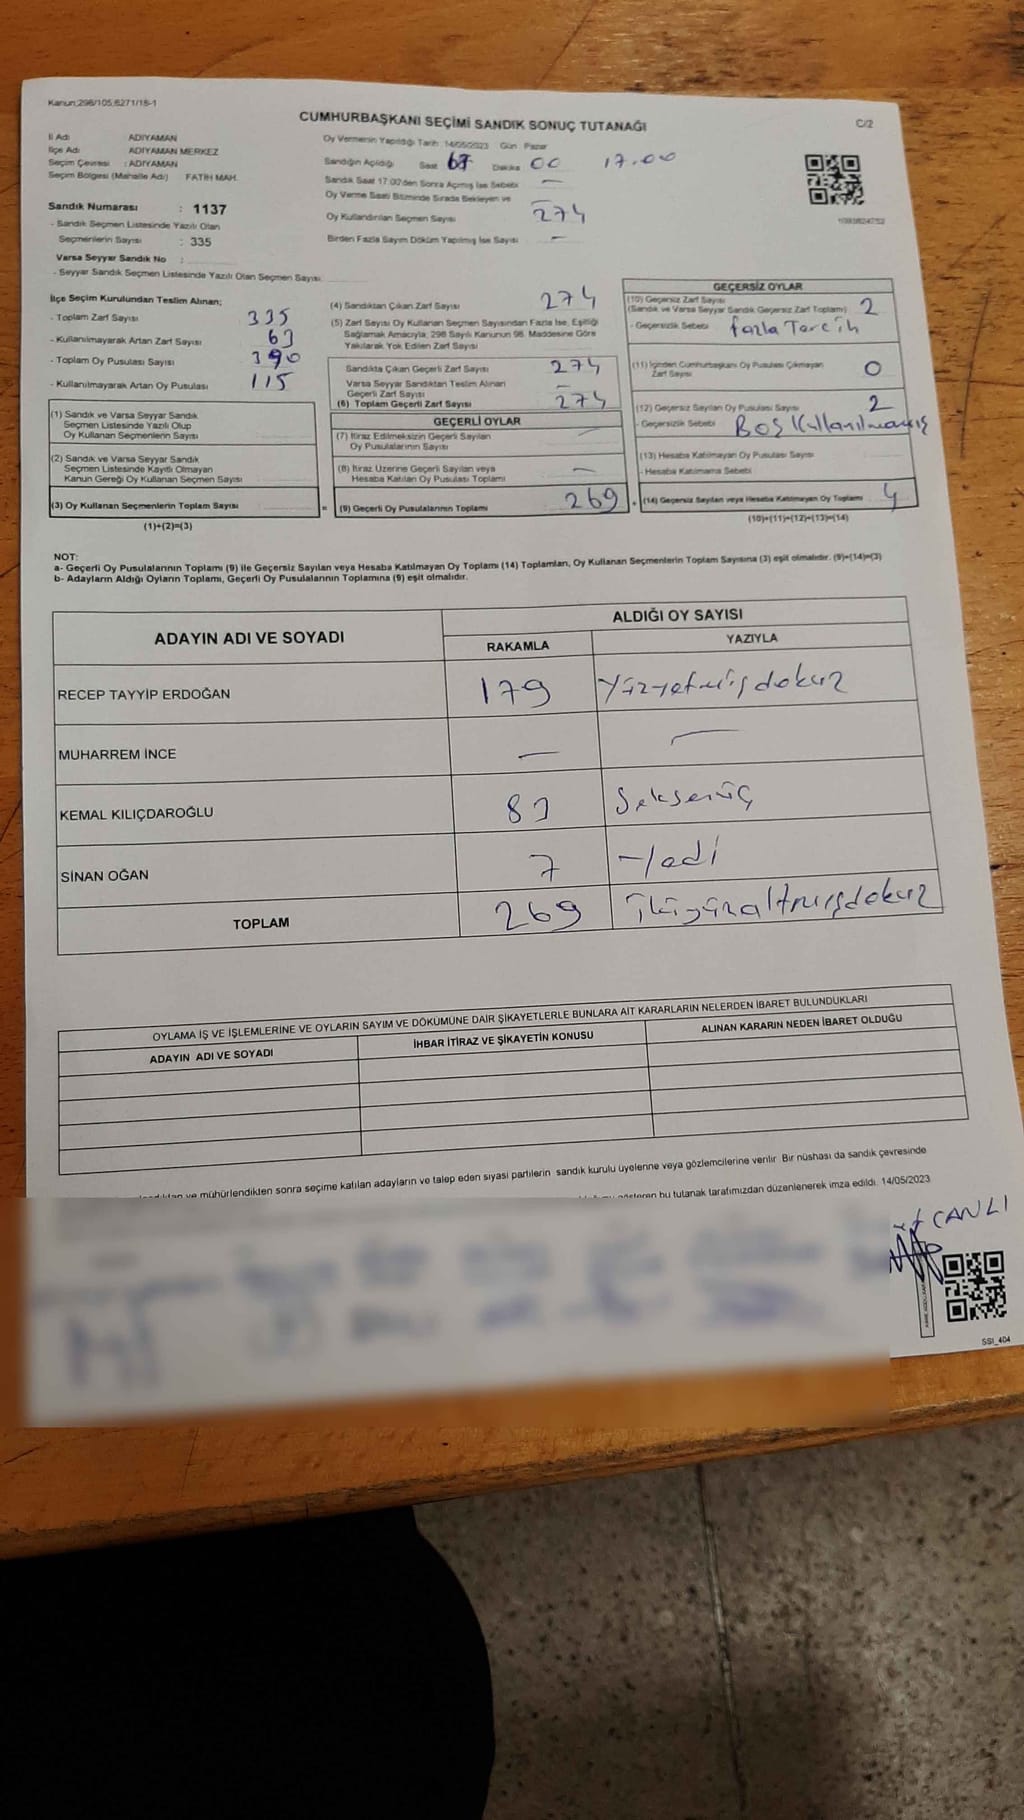 Kanun;298/105,6271/18-1
CUMHURBAŞKANI SEÇİMİ SANDIK SONUÇ TUTANAĞI
C/2
İl Adı ADIYAMAN
İlçe Adı ADIYAMAN MERKEZ
Seçim Çevresi : ADIYAMAN
Seçim Bölgesi (Mahalle Adı) FATİH MAH.
Sandık Numarası : 1137
- Sandık Seçmen Listesinde Yazılı Olan
Seçmenlerin Sayısı : 335
Varsa Seyyar Sandık No :
- Seyyar Sandık Seçmen Listesinde Yazılı Olan Seçmen Sayısı
Oy Vermenin Yapıldığı Tarih 14/05/2023 Gün Pazar
Sandığın Açıldığı Saat Dakika 00 17.00
Sandık Saat 17.00'den Sonra Açılmış İse Sebebi —
Oy Verme Saati Bitiminde Sırada Bekleyen ve
Oy Kullandırılan Seçmen Sayısı 274
Birden Fazla Sayım Döküm Yapılmış İse Sayısı —
İlçe Seçim Kurulundan Teslim Alınan;
- Toplam Zarf Sayısı 335
- Kullanılmayarak Artan Zarf Sayısı 63
- Toplam Oy Pusulası Sayısı 390
- Kullanılmayarak Artan Oy Pusulası 115
(1) Sandık ve Varsa Seyyar Sandık
Seçmen Listesinde Yazılı Olup
Oy Kullanan Seçmenlerin Sayısı
(2) Sandık ve Varsa Seyyar Sandık
Seçmen Listesinde Kayıtlı Olmayan
Kanun Gereği Oy Kullanan Seçmen Sayısı
(3) Oy Kullanan Seçmenlerin Toplam Sayısı
(1)+(2)=(3)
(4) Sandıktan Çıkan Zarf Sayısı 274
(5) Zarf Sayısı Oy Kullanan Seçmen Sayısından Fazla İse, Eşitliği
Sağlamak Amacıyla, 298 Sayılı Kanunun 98. Maddesine Göre
Yakılarak Yok Edilen Zarf Sayısı
Sandıkta Çıkan Geçerli Zarf Sayısı 274
Varsa Seyyar Sandıktan Teslim Alınan
Geçerli Zarf Sayısı —
(6) Toplam Geçerli Zarf Sayısı 274
GEÇERLİ OYLAR
(7) İtiraz Edilmeksizin Geçerli Sayılan
Oy Pusulalarının Sayısı —
(8) İtiraz Üzerine Geçerli Sayılan veya
Hesaba Katılan Oy Pusulası Toplamı —
= (9) Geçerli Oy Pusulalarının Toplamı 269
GEÇERSİZ OYLAR
(10) Geçersiz Zarf Sayısı
(Sandık ve Varsa Seyyar Sandık Geçersiz Zarf Toplamı) 2
- Geçersizlik Sebebi fazla Tercih
(11) İçinden Cumhurbaşkanı Oy Pusulası Çıkmayan
Zarf Sayısı 0
(12) Geçersiz Sayılan Oy Pusulası Sayısı 2
- Geçersizlik Sebebi Boş Kullanılmamış
(13) Hesaba Katılmayan Oy Pusulası Sayısı
- Hesaba Katılmama Sebebi
+ (14) Geçersiz Sayılan veya Hesaba Katılmayan Oy Toplamı 4
(10)+(11)+(12)+(13)=(14)
NOT:
a- Geçerli Oy Pusulalarının Toplamı (9) ile Geçersiz Sayılan veya Hesaba Katılmayan Oy Toplamı (14) Toplamları, Oy Kullanan Seçmenlerin Toplam Sayısına (3) eşit olmalıdır. (9)+(14)=(3)
b- Adayların Aldığı Oyların Toplamı, Geçerli Oy Pusulalarının Toplamına (9) eşit olmalıdır.
ADAYIN ADI VE SOYADI
ALDIĞI OY SAYISI
RAKAMLA YAZIYLA
RECEP TAYYİP ERDOĞAN 179 Yüzyetmişdokuz
MUHARREM İNCE — —
KEMAL KILIÇDAROĞLU 83 Seksenüç
SİNAN OĞAN 7 Yedi
TOPLAM 269 İkiyüzaltmışdokuz
OYLAMA İŞ VE İŞLEMLERİNE VE OYLARIN SAYIM VE DÖKÜMÜNE DAİR ŞİKAYETLERLE BUNLARA AİT KARARLARIN NELERDEN İBARET BULUNDUKLARI
ADAYIN ADI VE SOYADI İHBAR İTİRAZ VE ŞİKAYETİN KONUSU ALINAN KARARIN NEDEN İBARET OLDUĞU
ve mühürlendikten sonra seçime katılan adayların ve talep eden siyasi partilerin sandık kurulu üyelerine veya gözlemcilerine verilir. Bir nüshası da sandık çevresinde
gösteren bu tutanak tarafımızdan düzenlenerek imza edildi. 14/05/2023
CANLI
SSI_404